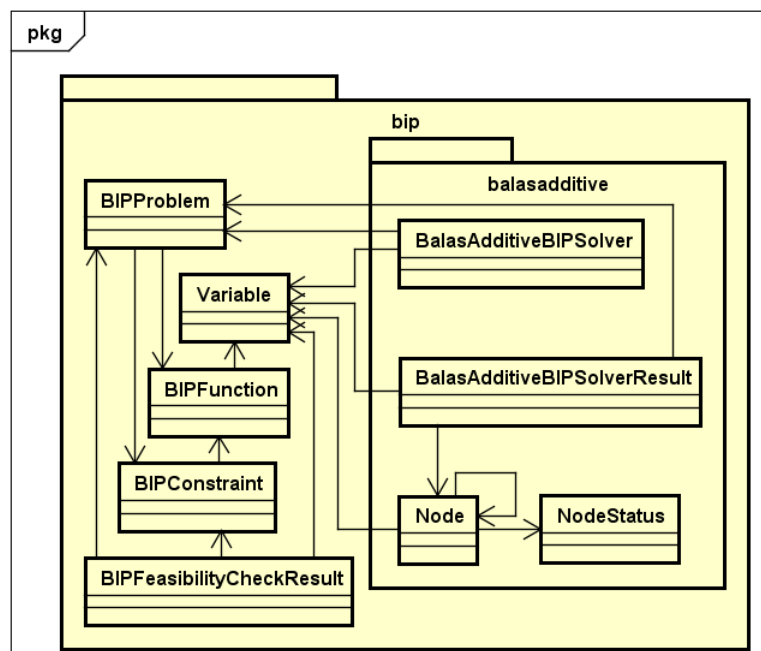 pkg
bip
balasadditive
BIPProblem
BalasAdditiveBIPSolver
Variable
BIPFunction
BalasAdditiveBIPSolverResult
BIPConstraint
Node
NodeStatus
BIPFeasibilityCheckResult